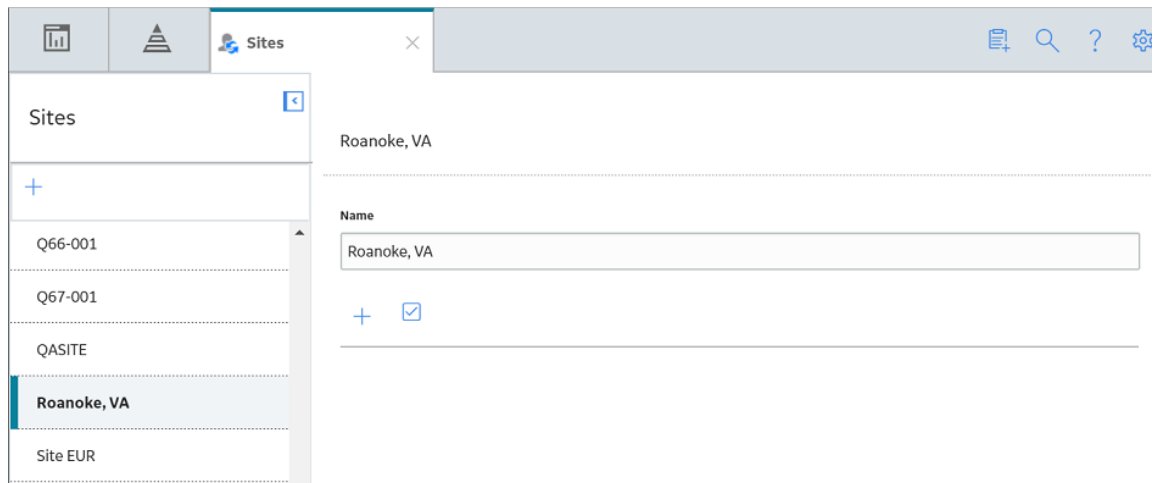 Sites
Sites
Q66-001
Q67-001
QASITE
Roanoke, VA
Site EUR
Roanoke, VA
Name
Roanoke, VA